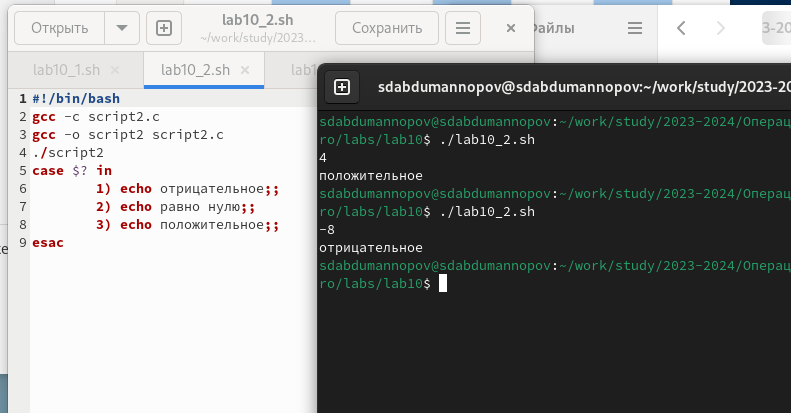 Открыть
lab10_2.sh
~/work/study/2023…
Сохранить
Файлы
3-20
lab10_1.sh
lab10_2.sh
1 #!/bin/bash
2 gcc -c script2.c
3 gcc -o script2 script2.c
4 ./script2
5 case $? in
6 1) echo отрицательное;;
7 2) echo равно нулю;;
8 3) echo положительное;;
9 esac
sdabdumannopov@sdabdumannopov:~/work/study/2023-20
sdabdumannopov@sdabdumannopov:~/work/study/2023-2024/Операц
ro/labs/lab10$ ./lab10_2.sh
4
положительное
sdabdumannopov@sdabdumannopov:~/work/study/2023-2024/Операц
ro/labs/lab10$ ./lab10_2.sh
-8
отрицательное
sdabdumannopov@sdabdumannopov:~/work/study/2023-2024/Операц
ro/labs/lab10$